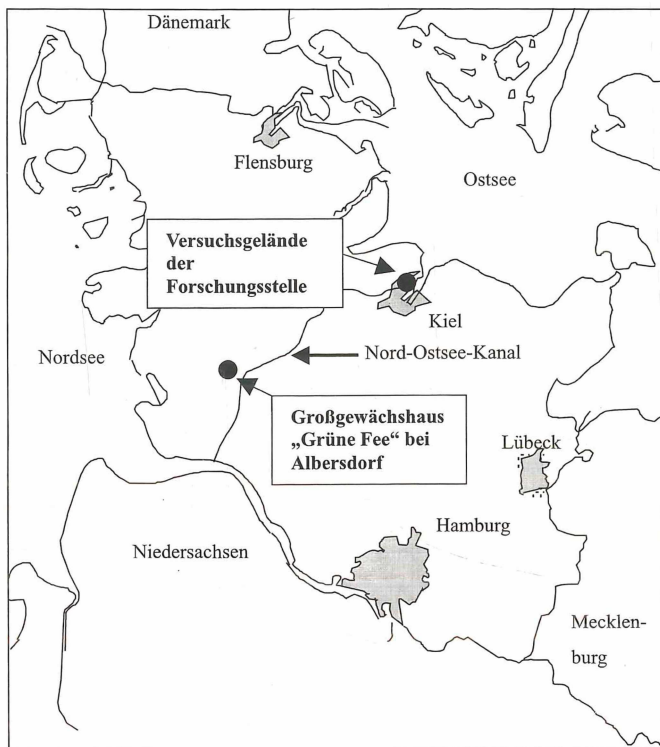 Dänemark
Flensburg
Ostsee
Versuchsgelände
der
Forschungsstelle
Kiel
Nordsee
Nord-Ostsee-Kanal
Großgewächshaus
„Grüne Fee“ bei
Albersdorf
Lübeck
Hamburg
Niedersachsen
Mecklen-
burg